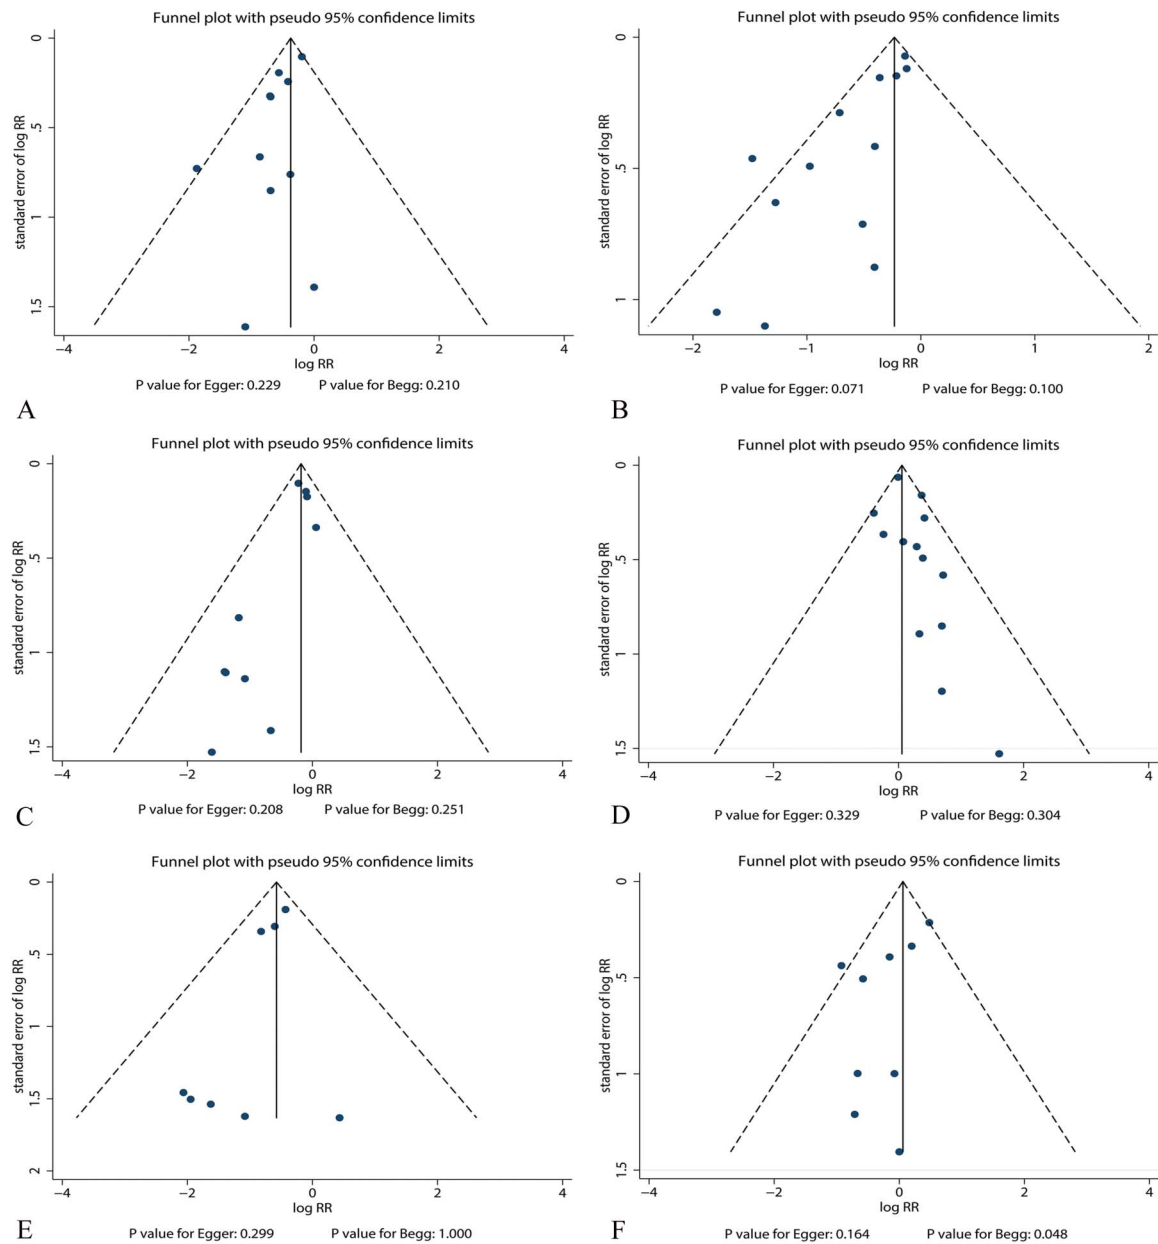 Funnel plot with pseudo 95% confidence limits
0
.5
1
1.5
standard error of log RR
−4 −2 0 2 4
log RR
P value for Egger: 0.229 P value for Begg: 0.210
A
Funnel plot with pseudo 95% confidence limits
0
.5
1
standard error of log RR
−2 −1 0 1 2
log RR
P value for Egger: 0.071 P value for Begg: 0.100
B
Funnel plot with pseudo 95% confidence limits
0
.5
1
1.5
standard error of log RR
−4 −2 0 2 4
log RR
P value for Egger: 0.208 P value for Begg: 0.251
C
Funnel plot with pseudo 95% confidence limits
0
.5
1
1.5
standard error of log RR
−4 −2 0 2 4
log RR
P value for Egger: 0.329 P value for Begg: 0.304
D
Funnel plot with pseudo 95% confidence limits
0
.5
1
1.5
2
standard error of log RR
−4 −2 0 2 4
log RR
P value for Egger: 0.299 P value for Begg: 1.000
E
Funnel plot with pseudo 95% confidence limits
0
.5
1
1.5
standard error of log RR
−4 −2 0 2 4
log RR
P value for Egger: 0.164 P value for Begg: 0.048
F